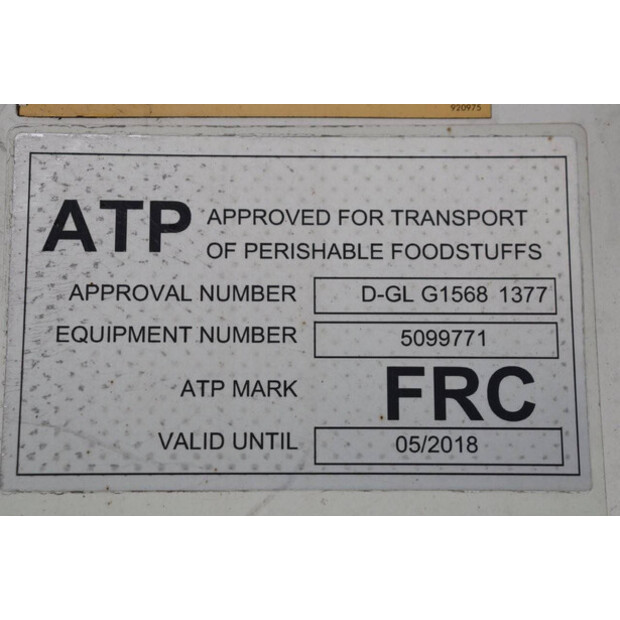 920975
ATP APPROVED FOR TRANSPORT
OF PERISHABLE FOODSTUFFS
APPROVAL NUMBER D-GL G1568 1377
EQUIPMENT NUMBER 5099771
ATP MARK FRC
VALID UNTIL 05/2018